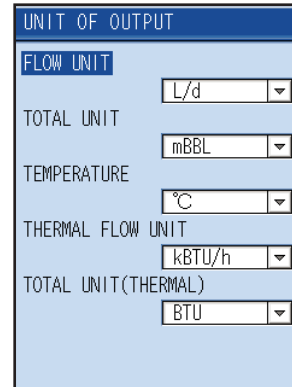 UNIT OF OUTPUT
FLOW UNIT
L/d
TOTAL UNIT
mBBL
TEMPERATURE
℃
THERMAL FLOW UNIT
kBTU/h
TOTAL UNIT(THERMAL)
BTU